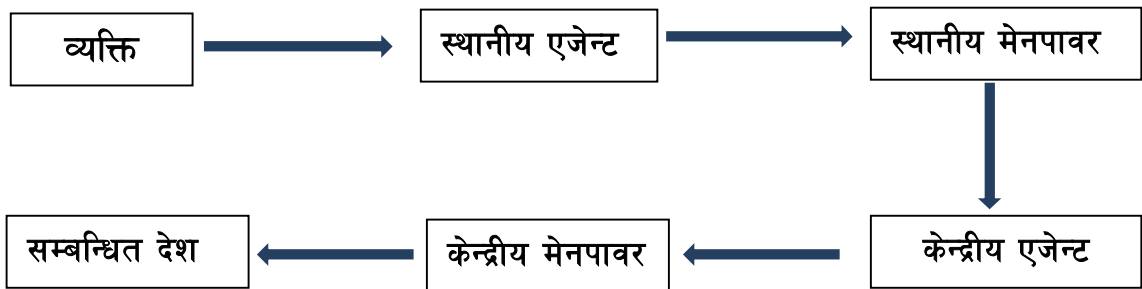 व्यक्ति
स्थानीय एजेन्ट
स्थानीय मेनपावर
केन्द्रीय एजेन्ट
केन्द्रीय मेनपावर
सम्बन्धित देश